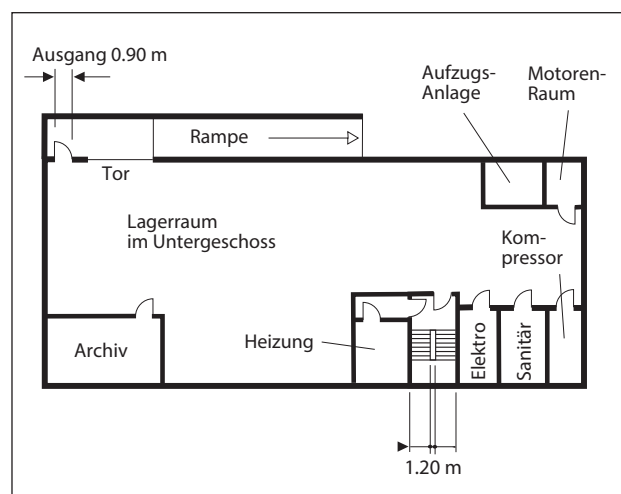 Ausgang 0.90 m
Aufzugs-
Anlage
Motoren-
Raum
Rampe
Tor
Lagerraum
im Untergeschoss
Kom-
pressor
Archiv
Heizung
Elektro
Sanitär
1.20 m